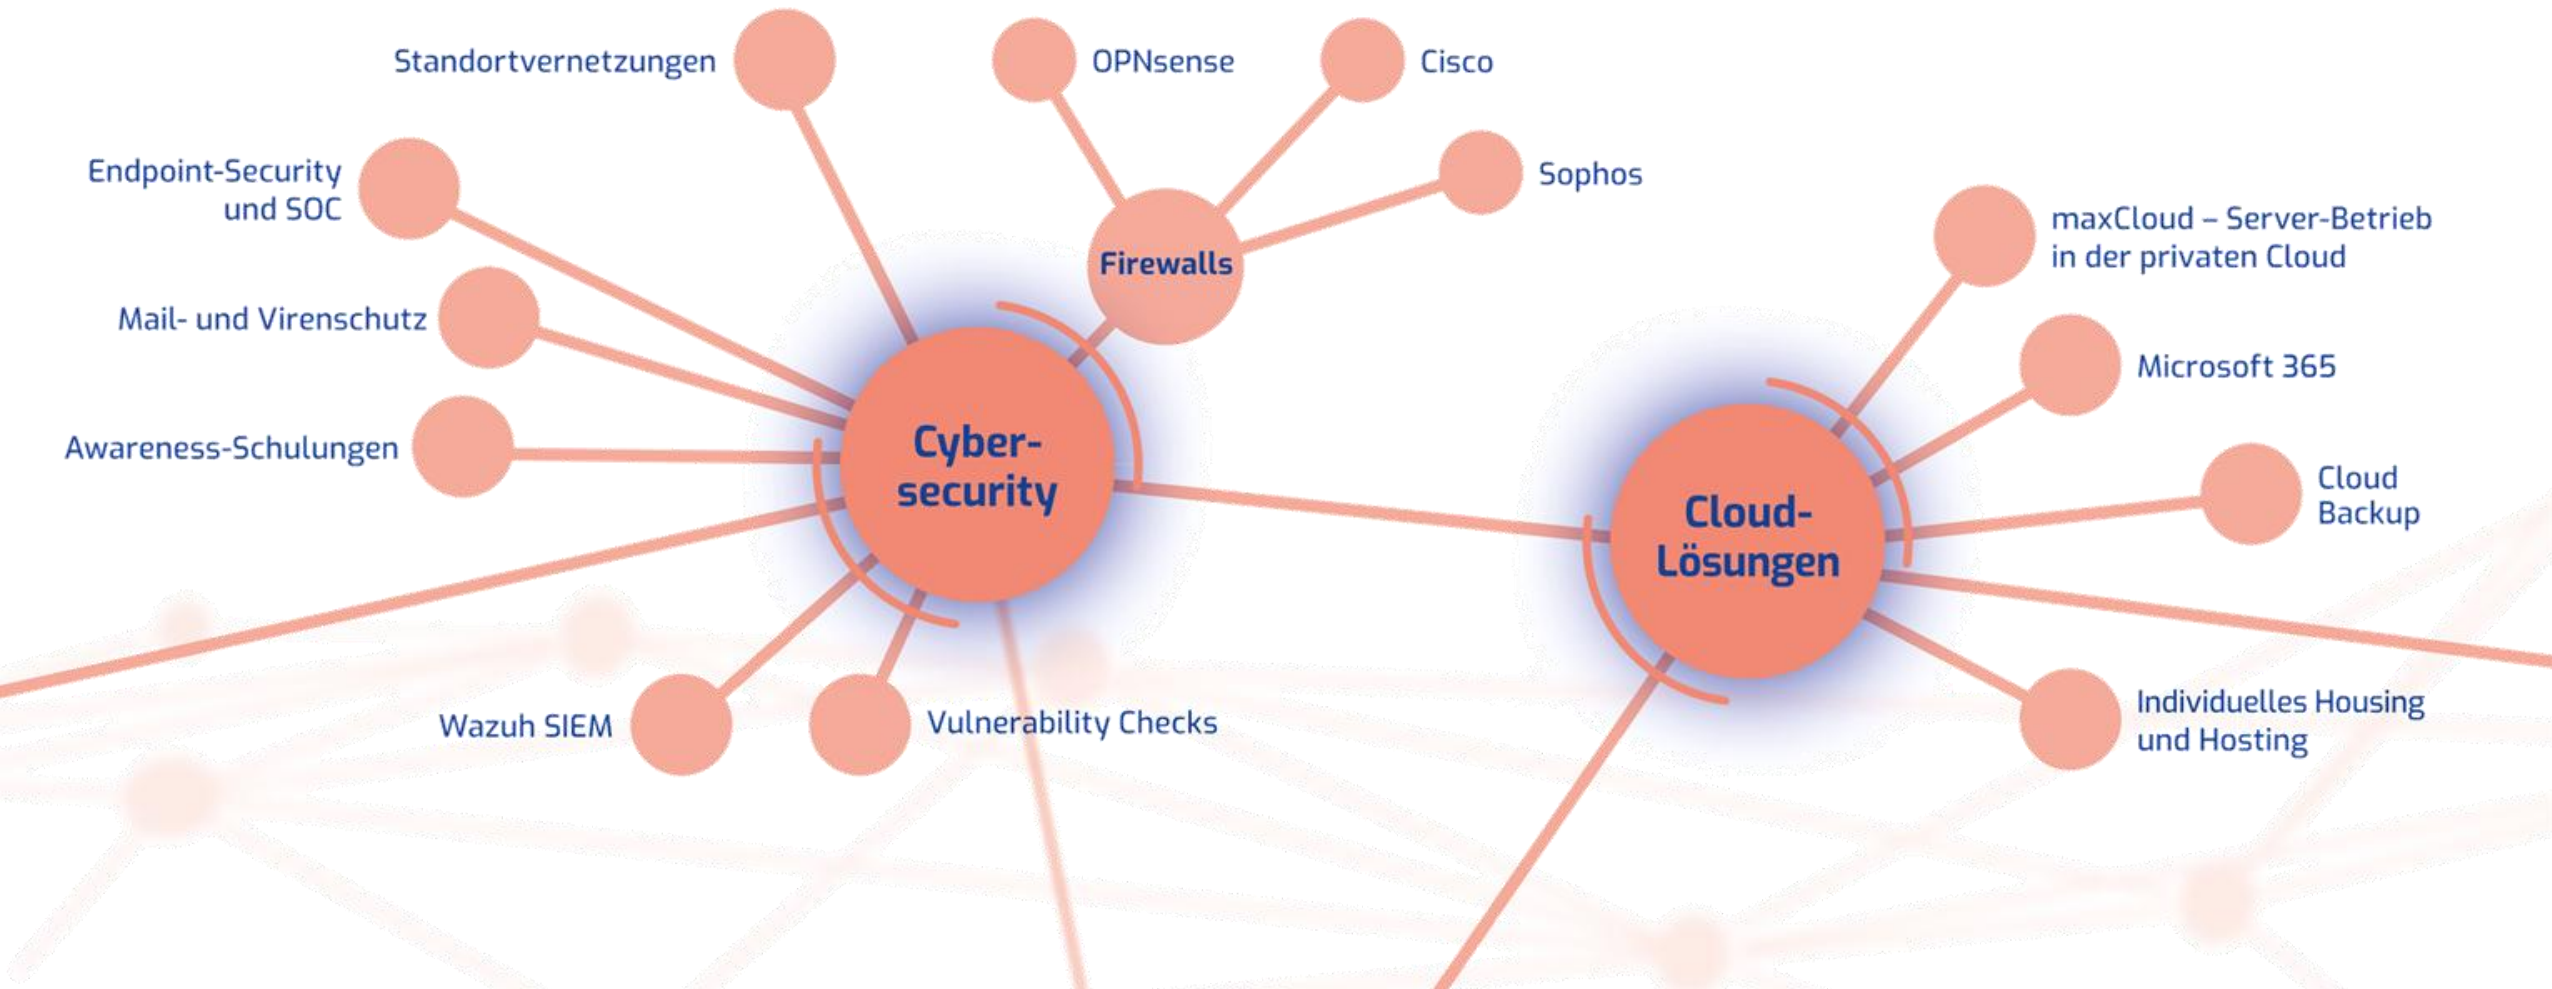 Standortvernetzungen
OPNsense
Cisco
Endpoint-Security
und SOC
Sophos
Firewalls
Mail- und Virenschutz
Awareness-Schulungen
Cyber-
security
Wazuh SIEM
Vulnerability Checks
maxCloud – Server-Betrieb
in der privaten Cloud
Microsoft 365
Cloud
Backup
Cloud-
Lösungen
Individuelles Housing
und Hosting